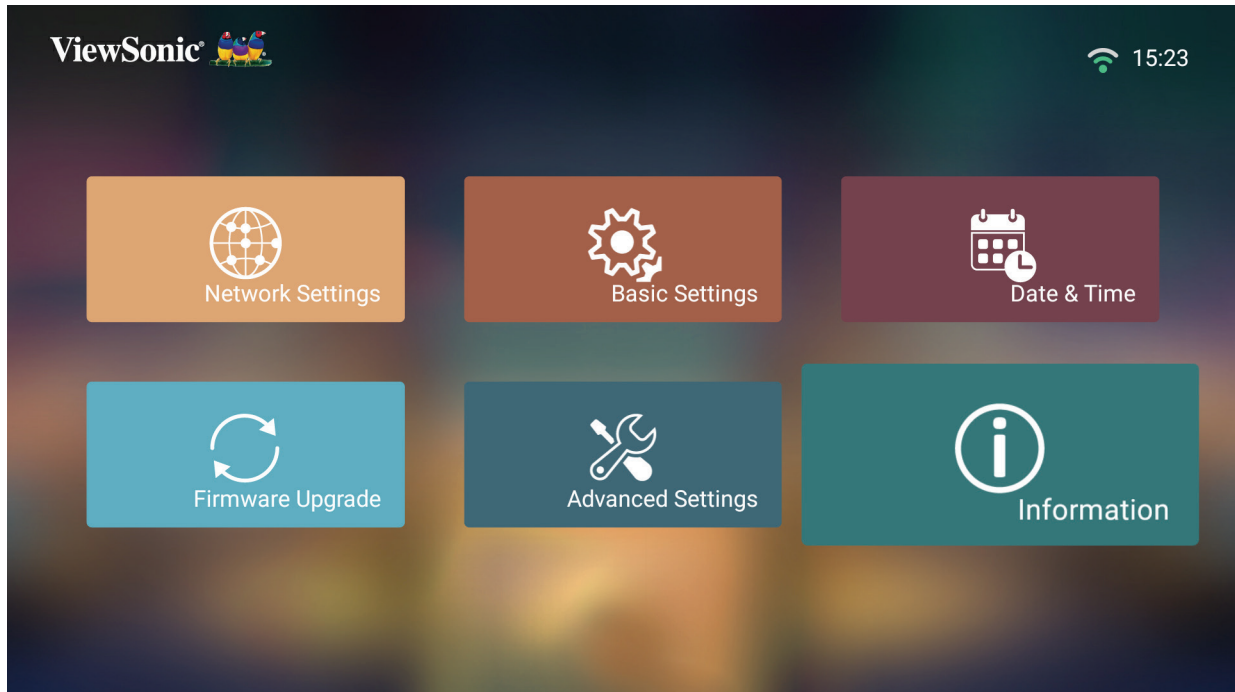 ViewSonic®
15:23
Network Settings
Basic Settings
Date & Time
Firmware Upgrade
Advanced Settings
Information